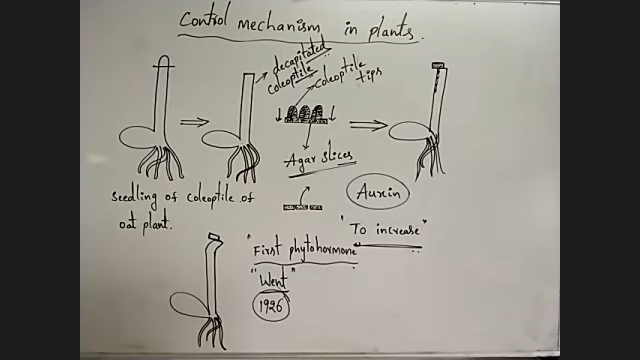 Control mechanism in plants.
decapitated
coleoptile
coleoptile
tips
Agar slices
Auxin
seedling of coleoptile of
oat plant.
"To increase"
"First phytohormone
"Went"
1926